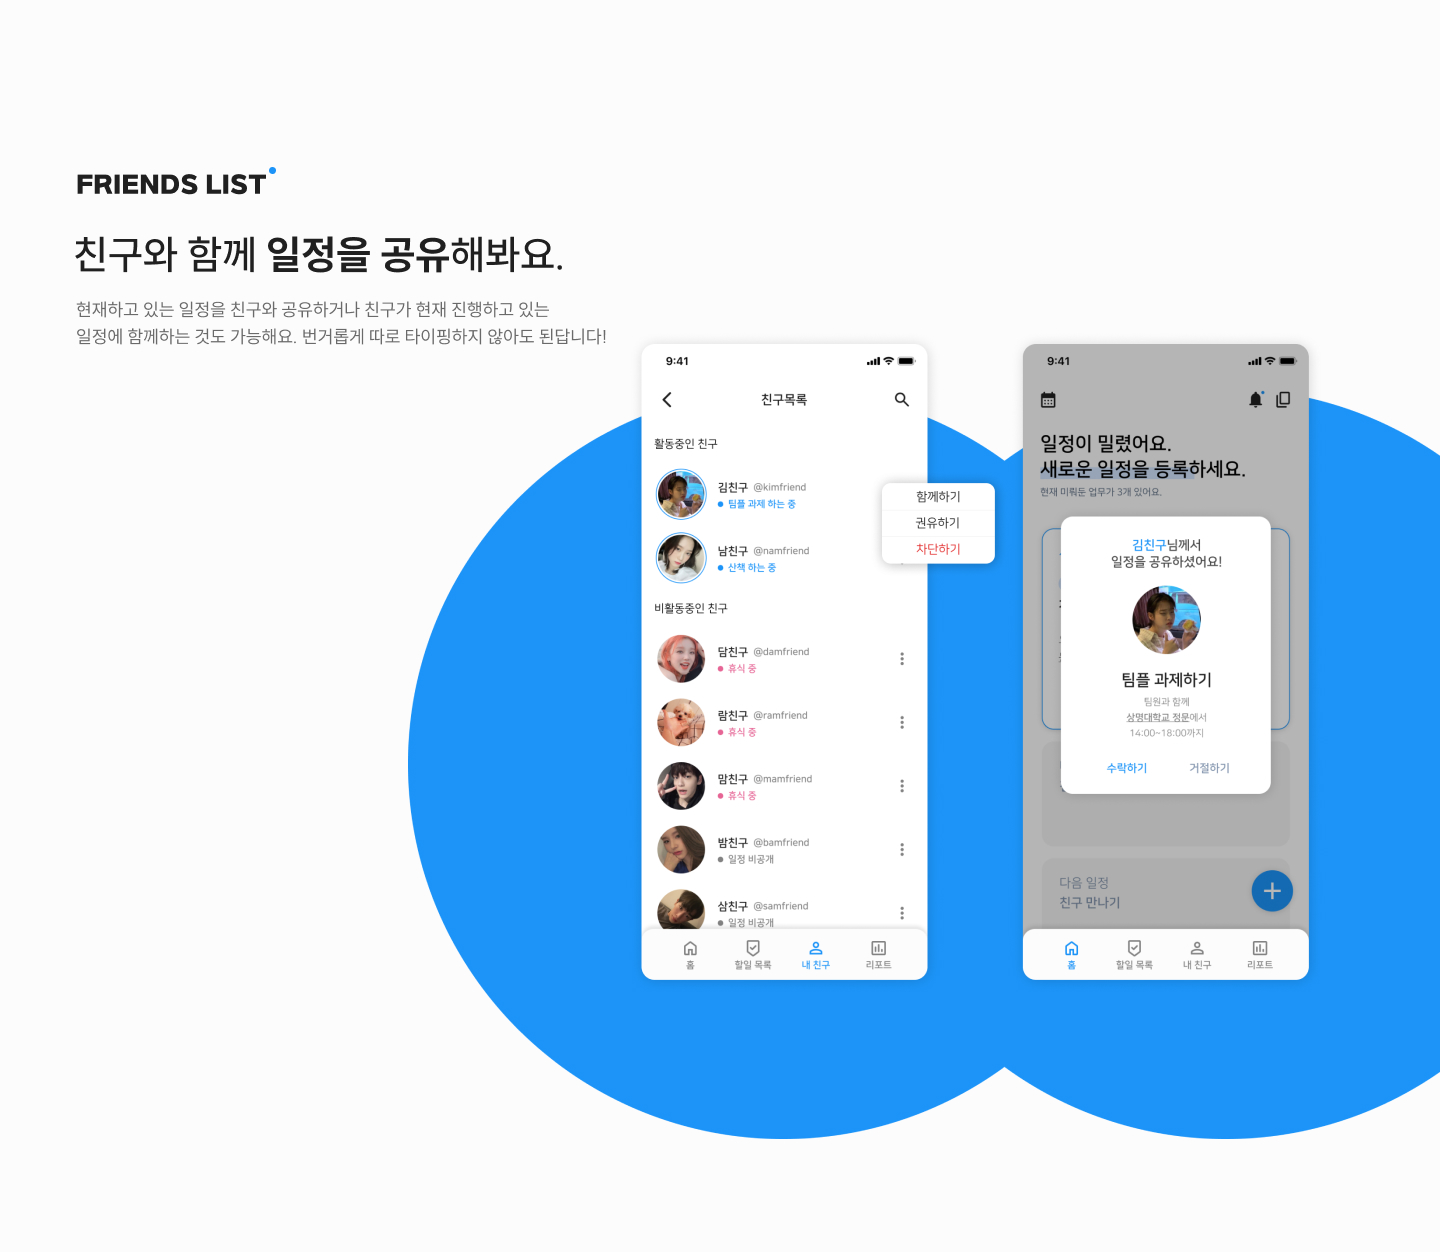 FRIENDS LIST
친구와 함께 일정을 공유해봐요.
현재하고 있는 일정을 친구와 공유하거나 친구가 현재 진행하고 있는
일정에 함께하는 것도 가능해요. 번거롭게 따로 타이핑하지 않아도 된답니다!
9:41
친구목록
활동중인 친구
김친구 @kimfriend
팀플 과제 하는 중
남친구 @namfriend
산책 하는 중
함께하기
권유하기
차단하기
비활동중인 친구
담친구 @damfriend
휴식 중
람친구 @ramfriend
휴식 중
맘친구 @mamfriend
휴식 중
밤친구 @bamfriend
일정 비공개
삼친구 @samfriend
일정 비공개
홈 할일 목록 내 친구 리포트
9:41
일정이 밀렸어요.
새로운 일정을 등록하세요.
현재 미뤄둔 업무가 3개 있어요.
김친구님께서
일정을 공유하셨어요!
팀플 과제하기
팀원과 함께
상명대학교 정문에서
14:00~18:00까지
수락하기 거절하기
다음 일정
친구 만나기
홈 할일 목록 내 친구 리포트